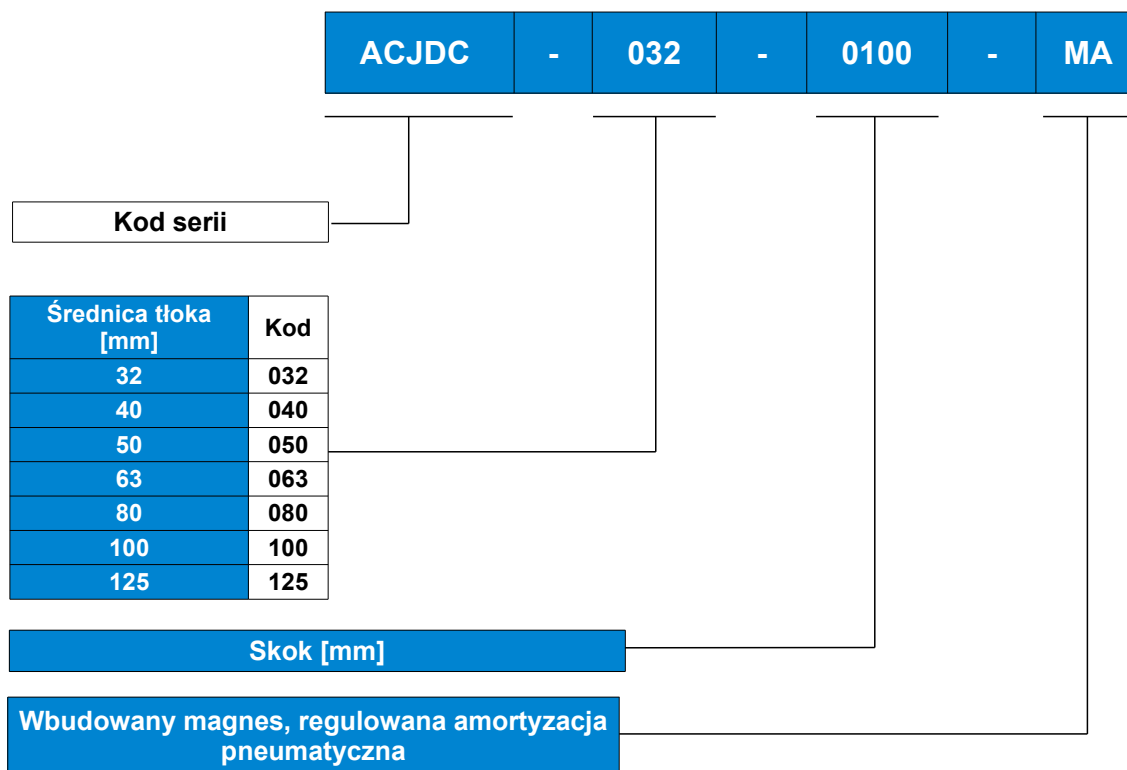 ACJDC - 032 - 0100 - MA
Kod serii
Średnica tłoka
[mm] Kod
32 032
40 040
50 050
63 063
80 080
100 100
125 125
Skok [mm]
Wbudowany magnes, regulowana amortyzacja
pneumatyczna